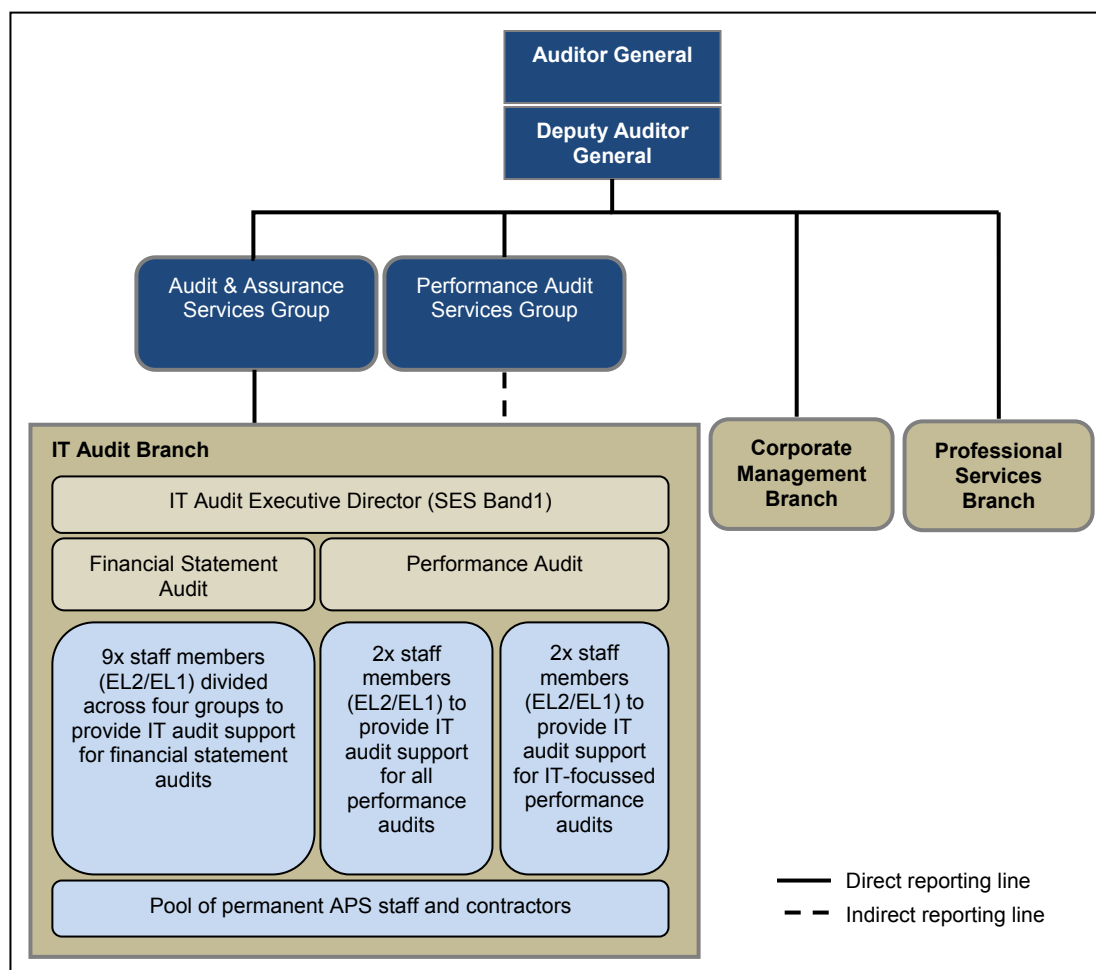 Auditor General
Deputy Auditor
General
Audit & Assurance
Services Group
Performance Audit
Services Group
IT Audit Branch
IT Audit Executive Director (SES Band1)
Financial Statement
Audit
Performance Audit
9x staff members
(EL2/EL1) divided
across four groups to
provide IT audit support
for financial statement
audits
2x staff
members
(EL2/EL1) to
provide IT
audit support
for all
performance
audits
2x staff
members
(EL2/EL1) to
provide IT
audit support
for IT-focussed
performance
audits
Pool of permanent APS staff and contractors
Corporate
Management
Branch
Professional
Services
Branch
Direct reporting line
Indirect reporting line